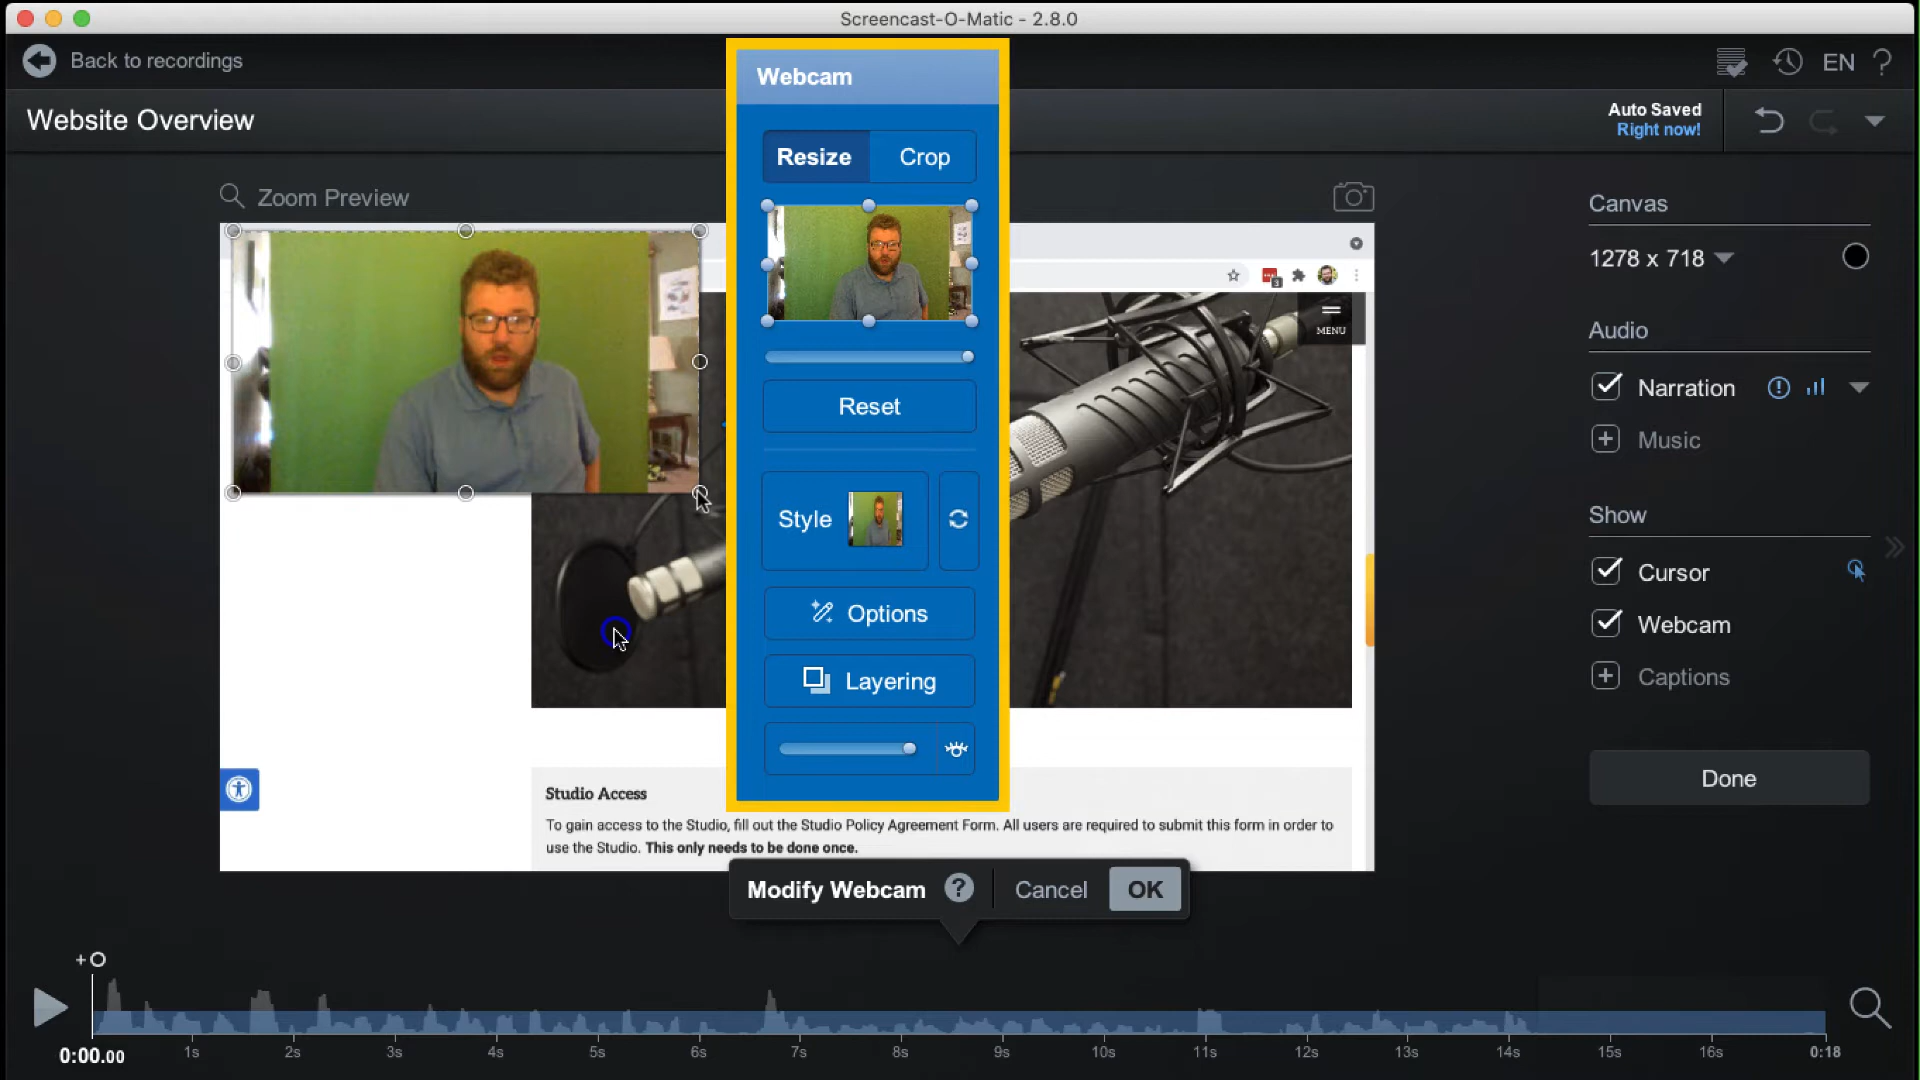 Screencast-O-Matic - 2.8.0
Back to recordings
EN ?
Website Overview
Auto Saved
Right now!
Webcam
Resize Crop
Zoom Preview
Canvas
1278 x 718
3
MENU
Audio
Narration
Music
Reset
Style
Show
Cursor
Webcam
Captions
Options
Layering
Done
Studio Access
To gain access to the Studio, fill out the Studio Policy Agreement Form. All users are required to submit this form in order to
use the Studio. This only needs to be done once.
Modify Webcam ? Cancel OK
0:00.00 1s 2s 3s 4s 5s 6s 7s 8s 9s 10s 11s 12s 13s 14s 15s 16s 0:18